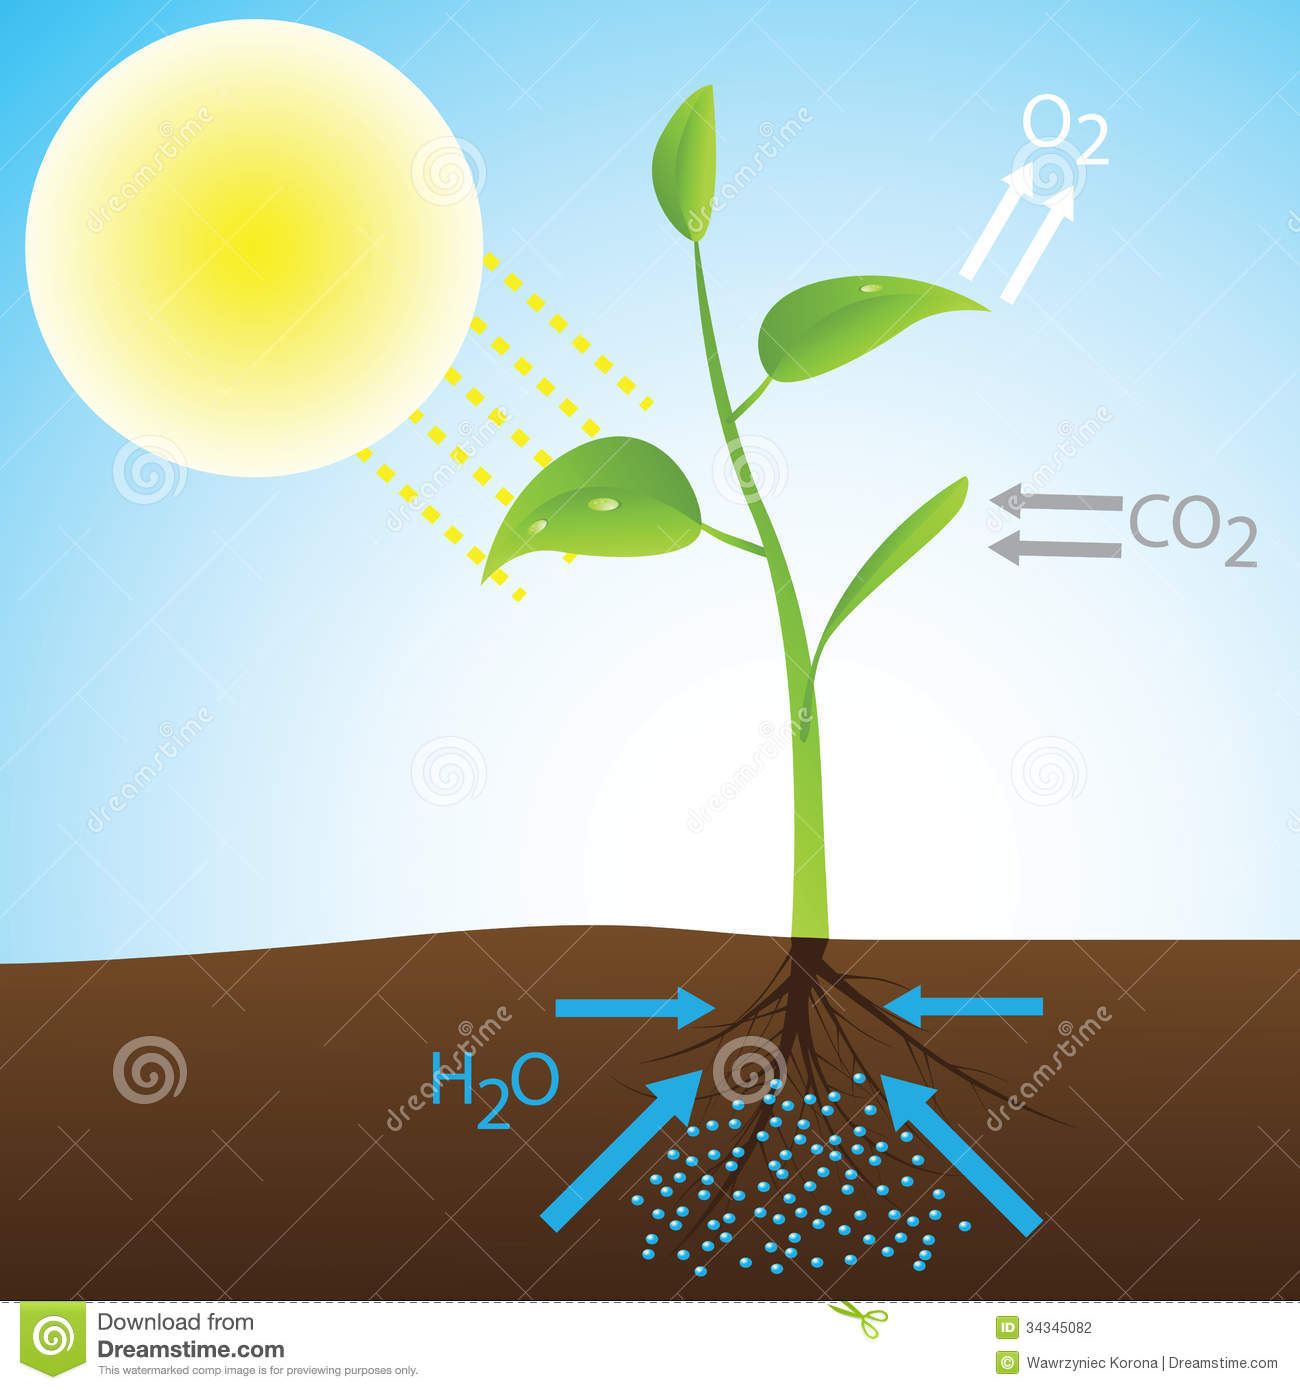 O2
CO2
H2O
dreamstime
Download from
Dreamstime.com
This watermarked comp image is for previewing purposes only.
ID 34345082
© Wawrzyniec Korona | Dreamstime.com